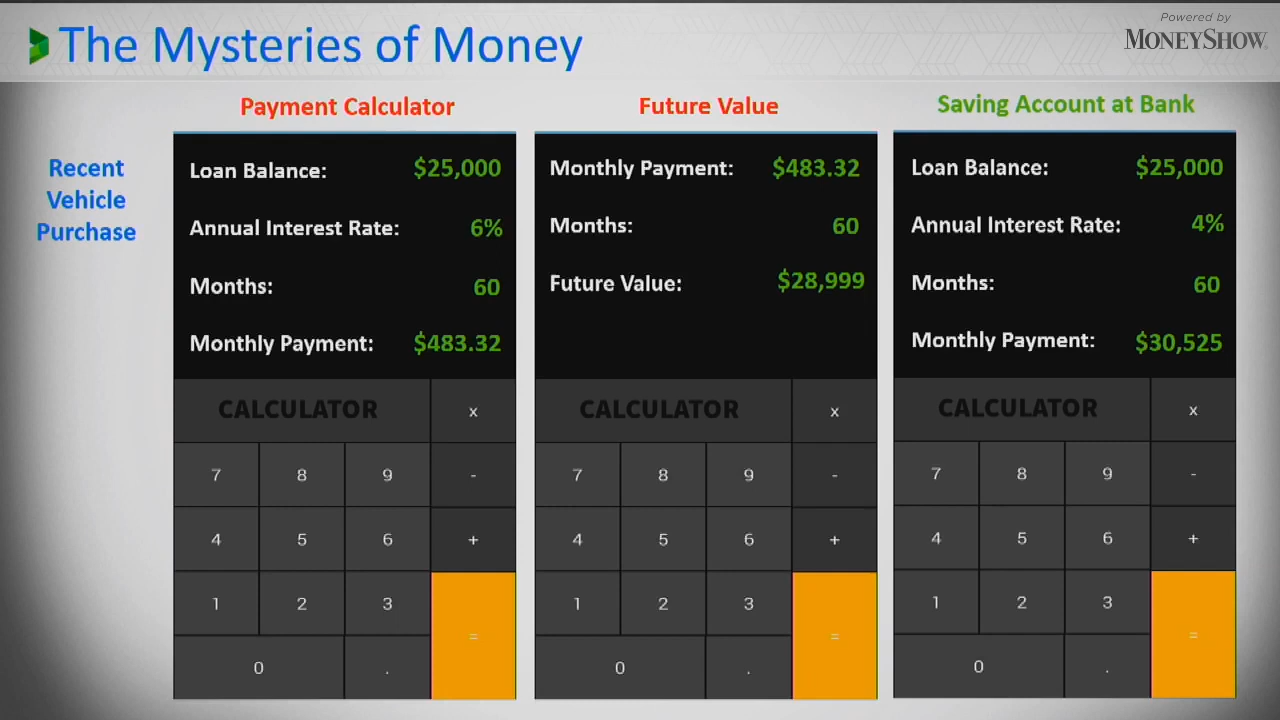 The Mysteries of Money
Powered by
MONEYSHOW®
Payment Calculator
Future Value
Saving Account at Bank
Recent
Vehicle
Purchase
Loan Balance: $25,000
Annual Interest Rate: 6%
Months: 60
Monthly Payment: $483.32
CALCULATOR x
7 8 9 -
4 5 6 +
1 2 3
0 . =
Monthly Payment: $483.32
Months: 60
Future Value: $28,999
CALCULATOR x
7 8 9 -
4 5 6 +
1 2 3
0 . =
Loan Balance: $25,000
Annual Interest Rate: 4%
Months: 60
Monthly Payment: $30,525
CALCULATOR x
7 8 9 -
4 5 6 +
1 2 3
0 . =